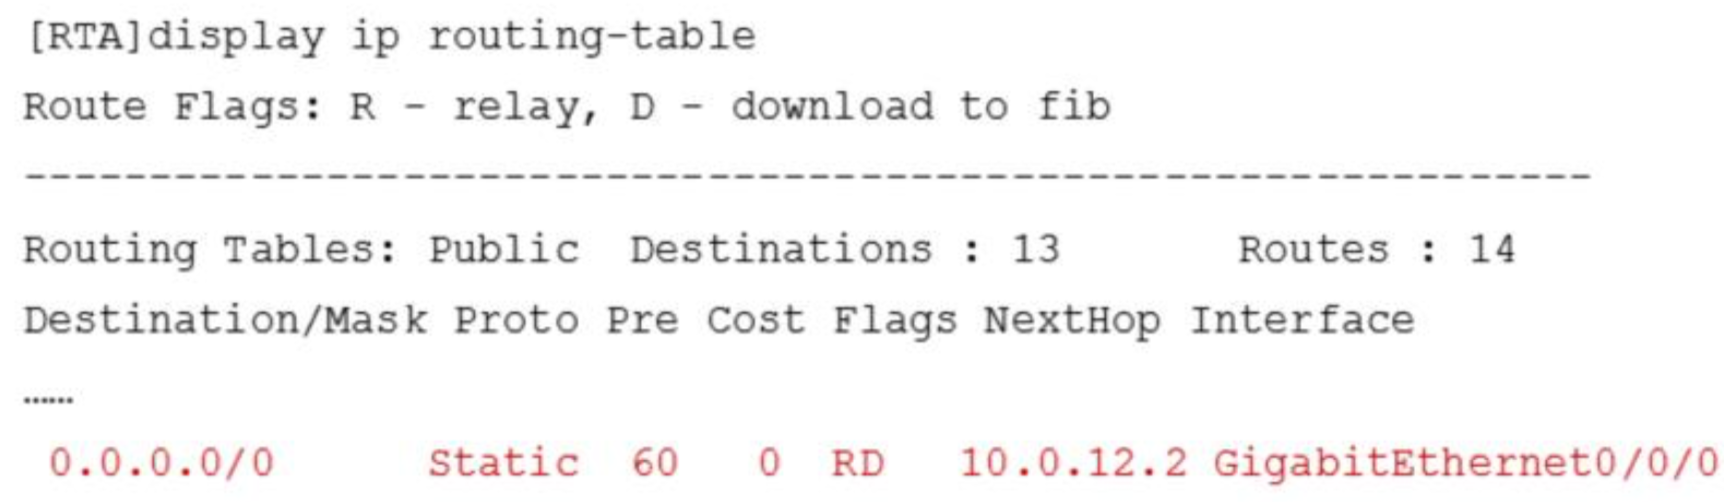 [RTA]display ip routing-table
Route Flags: R - relay, D - download to fib
--------------------------------------------------------------
Routing Tables: Public  Destinations : 13       Routes : 14
Destination/Mask Proto Pre Cost Flags NextHop Interface
......
0.0.0.0/0      Static  60   0  RD   10.0.12.2 GigabitEthernet0/0/0